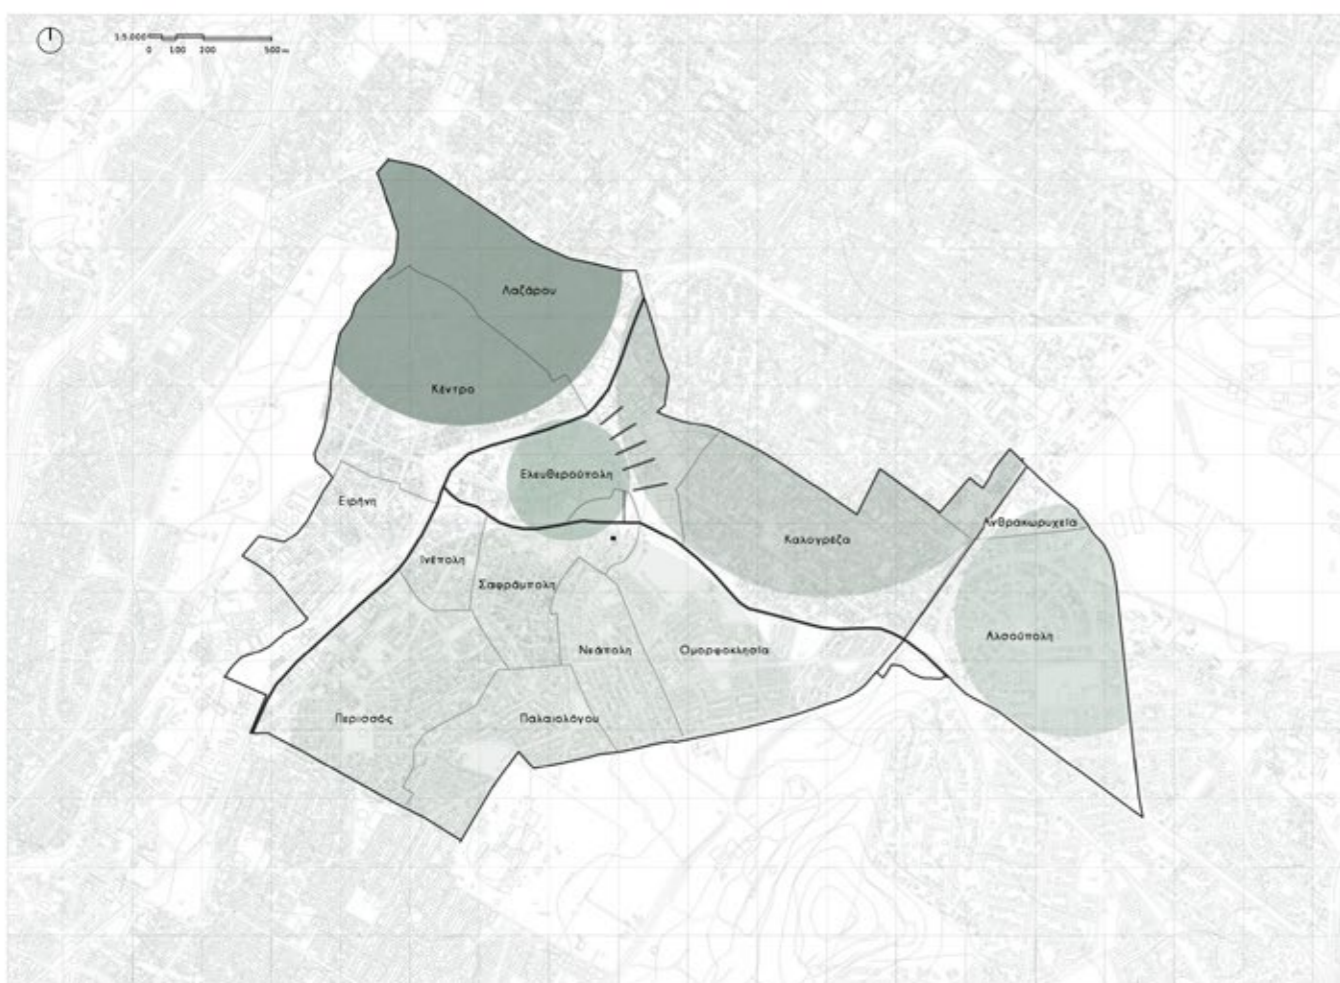 1:5.000
0 100 200 500m
Λαζάρου
Κέντρο
Ελευθερούπολη
Ειρήνη
Ανθρακωρυχεία
Καλογρέζα
Ινέπολη
Σαφράμπολη
Αλσούπολη
Νεάπολη
Ομορφοκλησία
Περισσός
Παλαιολόγου